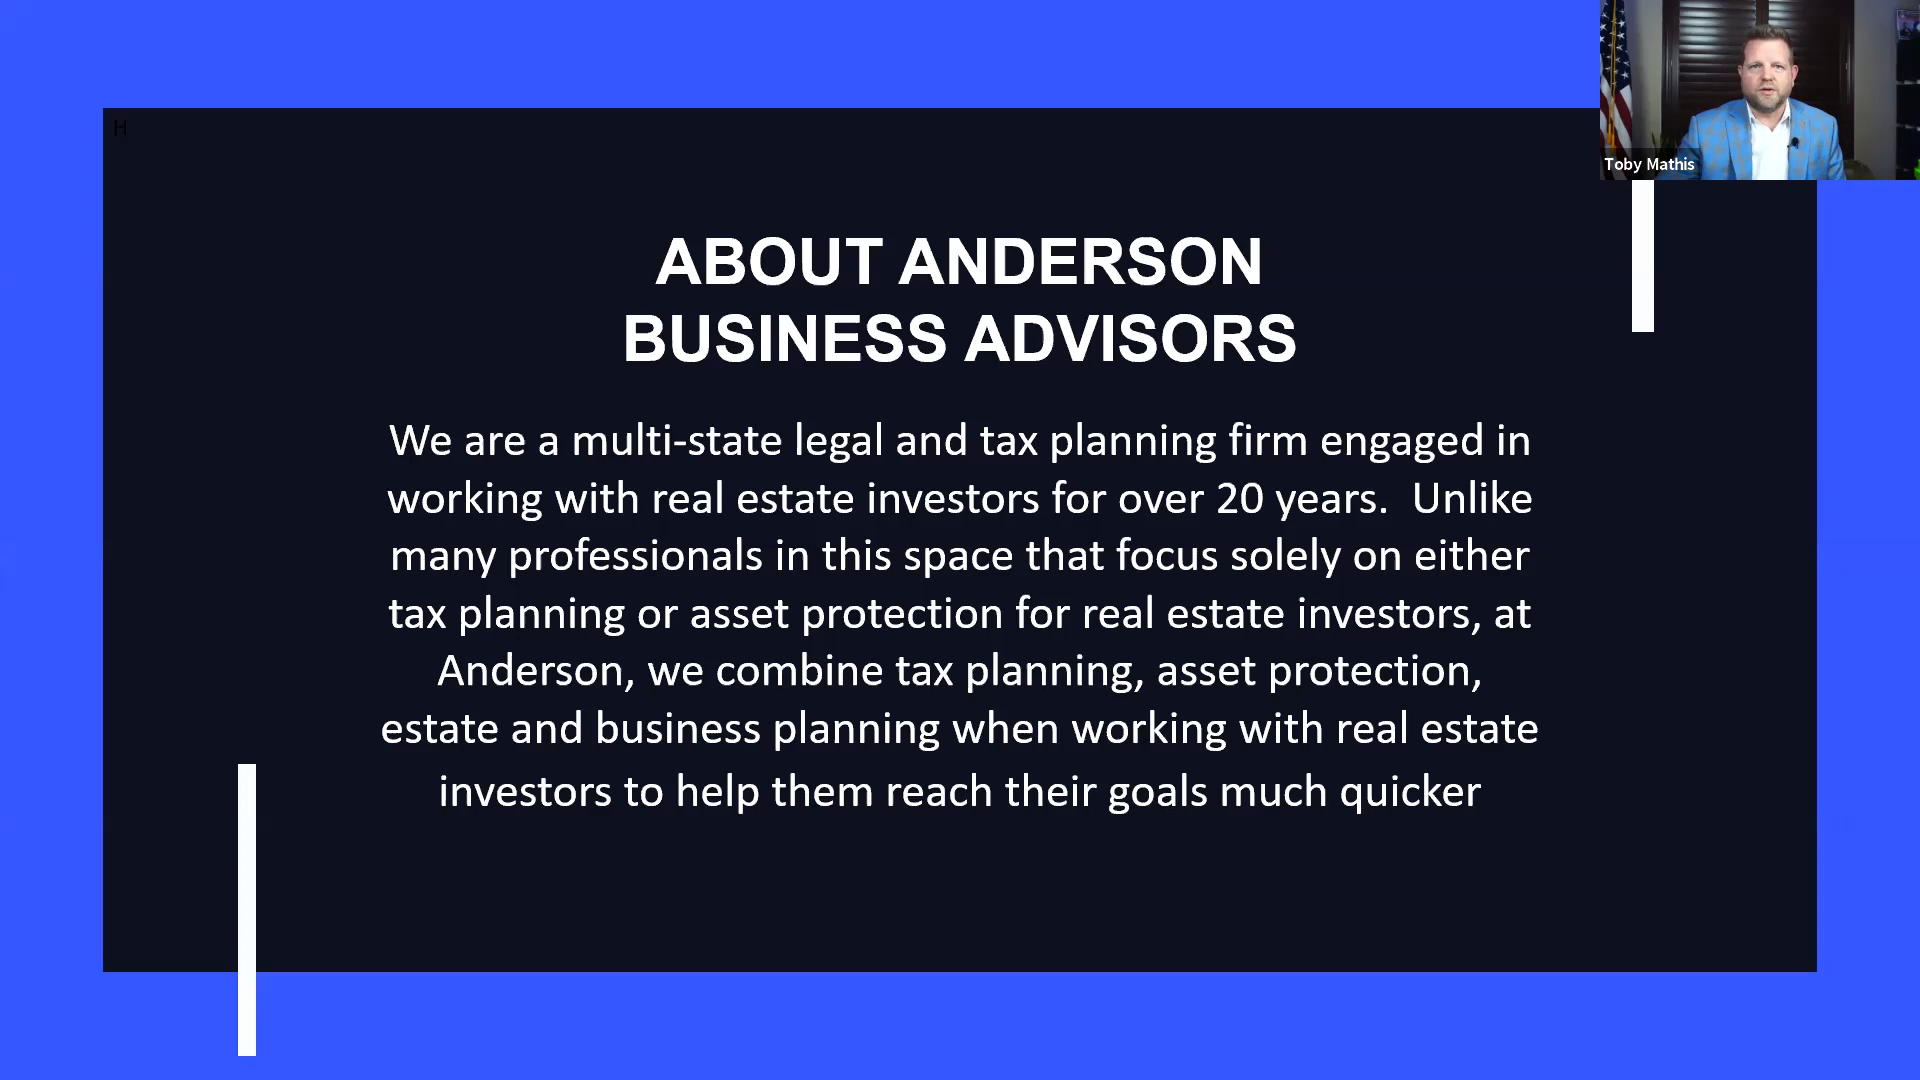 H
Toby Mathis
ABOUT ANDERSON
BUSINESS ADVISORS
We are a multi-state legal and tax planning firm engaged in
working with real estate investors for over 20 years.  Unlike
many professionals in this space that focus solely on either
tax planning or asset protection for real estate investors, at
Anderson, we combine tax planning, asset protection,
estate and business planning when working with real estate
investors to help them reach their goals much quicker